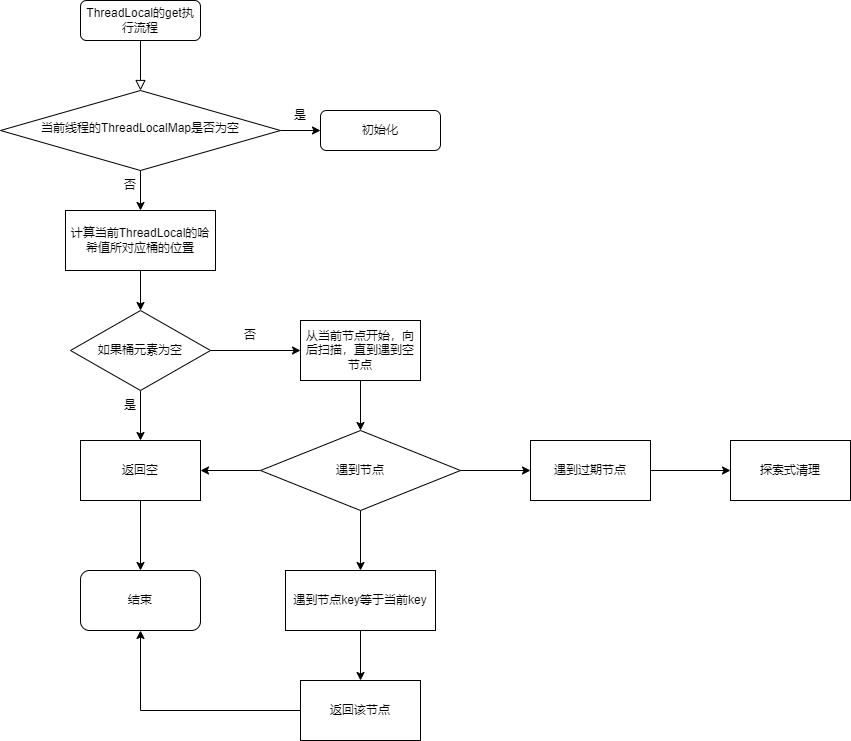 ThreadLocal的get执
行流程
是
当前线程的ThreadLocalMap是否为空
初始化
否
计算当前ThreadLocal的哈
希值所对应桶的位置
否
如果桶元素为空
从当前节点开始，向
后扫描，直到遇到空
节点
是
返回空
遇到节点
遇到过期节点
探索式清理
结束
遇到节点key等于当前key
返回该节点